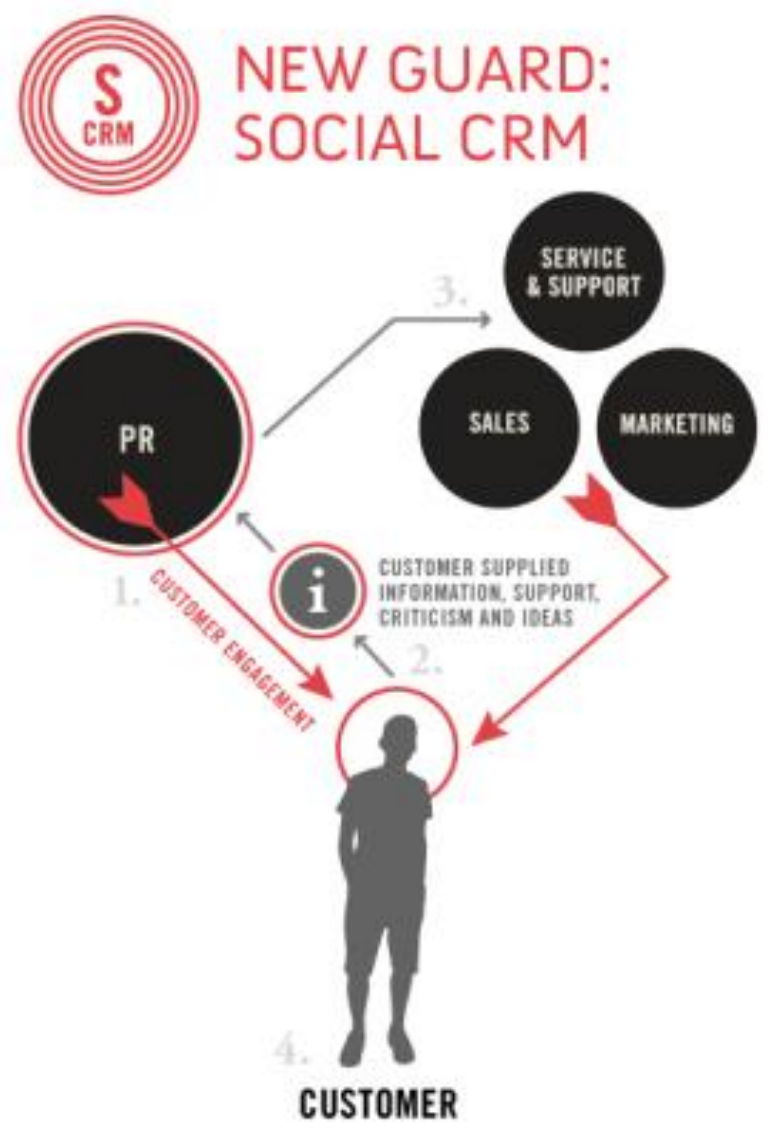 S
CRM
NEW GUARD:
SOCIAL CRM
SERVICE
& SUPPORT
3.
PR
SALES
MARKETING
1.
CUSTOMER ENGAGEMENT
i
CUSTOMER SUPPLIED
INFORMATION, SUPPORT,
CRITICISM AND IDEAS
2.
4.
CUSTOMER